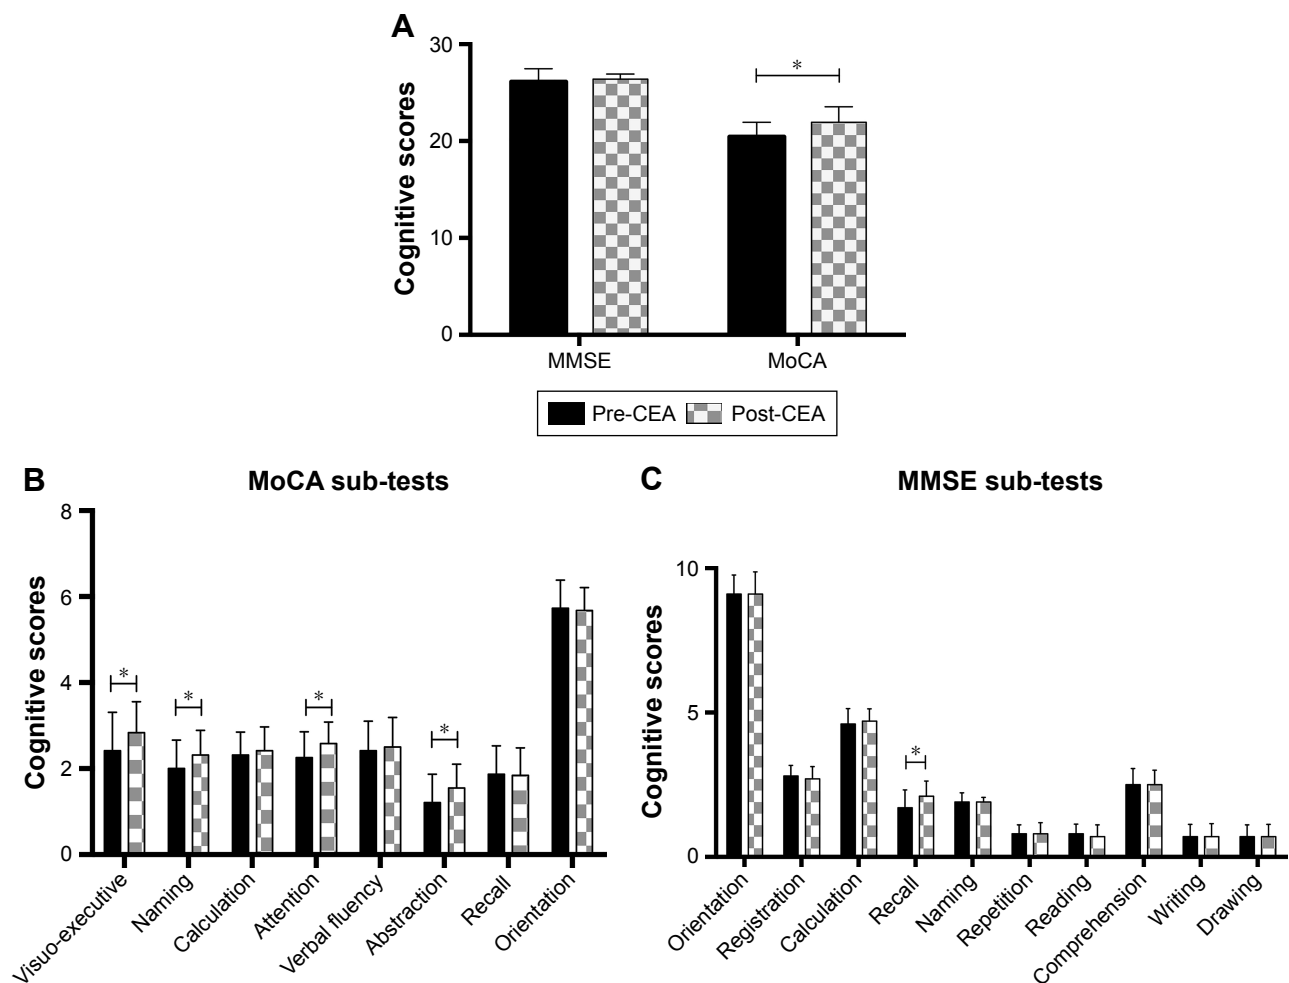 A
30
20
10
0
Cognitive scores
*
MMSE
MoCA
Pre-CEA
Post-CEA
B
MoCA sub-tests
8
6
4
2
0
Cognitive scores
*
*
*
*
Visuo-executive
Naming
Calculation
Attention
Verbal fluency
Abstraction
Recall
Orientation
C
MMSE sub-tests
10
5
0
Cognitive scores
*
Orientation
Registration
Calculation
Recall
Naming
Repetition
Reading
Comprehension
Writing
Drawing